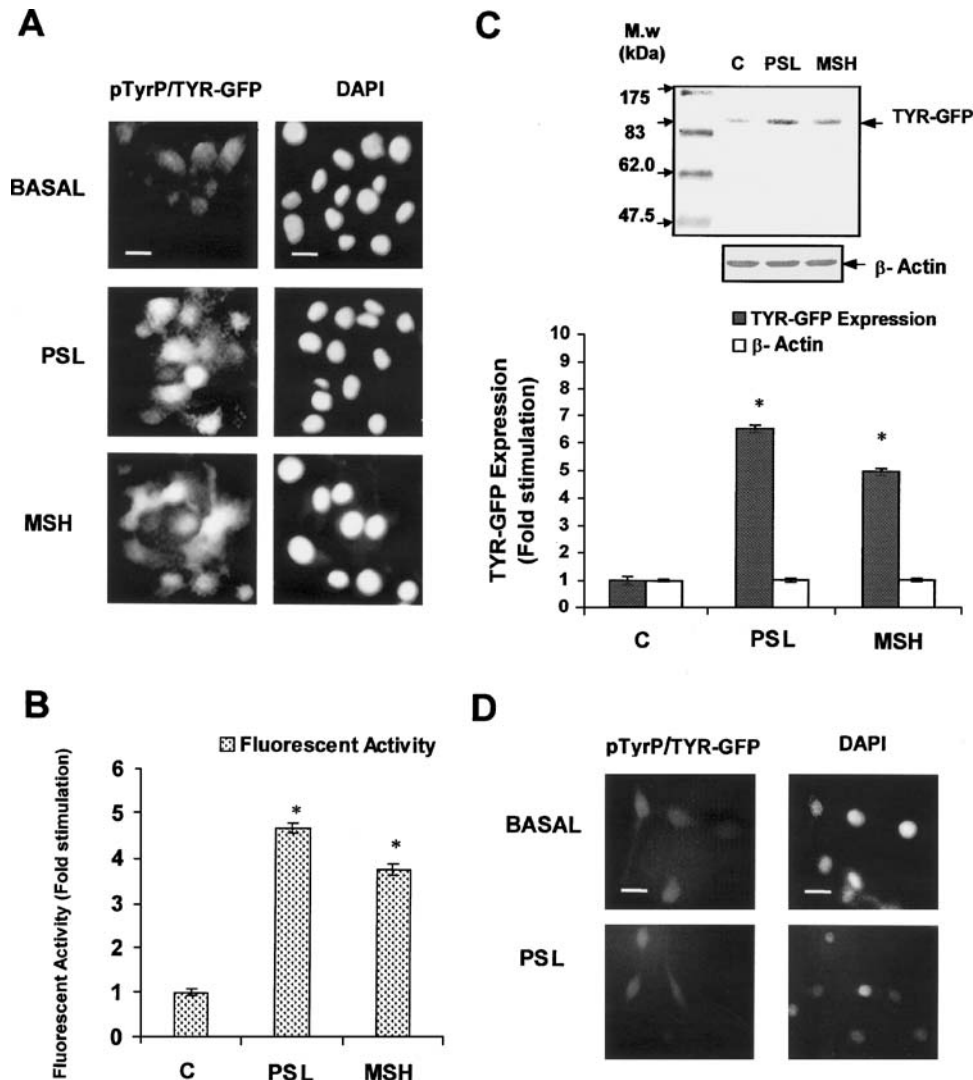 A
pTyrP/TYR-GFP DAPI
BASAL
PSL
MSH
B
Fluorescent Activity
Fluorescent Activity (Fold stimulation)
6
5
4
3
2
1
0
* *
C PSL MSH
C
M.w
(kDa)
C PSL MSH
175
83
62.0
47.5
TYR-GFP
β- Actin
TYR-GFP Expression
β- Actin
TYR-GFP Expression
(Fold stimulation)
10
9
8
7
6
5
4
3
2
1
0
* *
C PSL MSH
D
pTyrP/TYR-GFP DAPI
BASAL
PSL